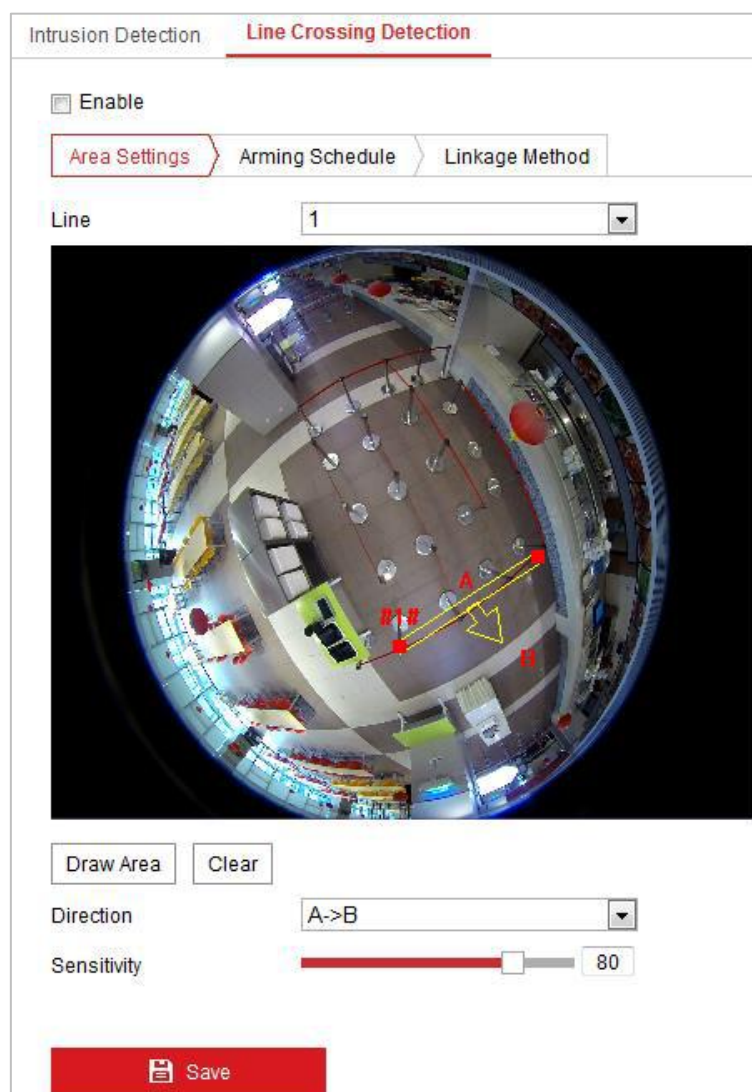 Intrusion Detection
Line Crossing Detection
Enable
Area Settings
Arming Schedule
Linkage Method
Line
1
A
#1#
B
Draw Area
Clear
Direction
A->B
Sensitivity
80
Save